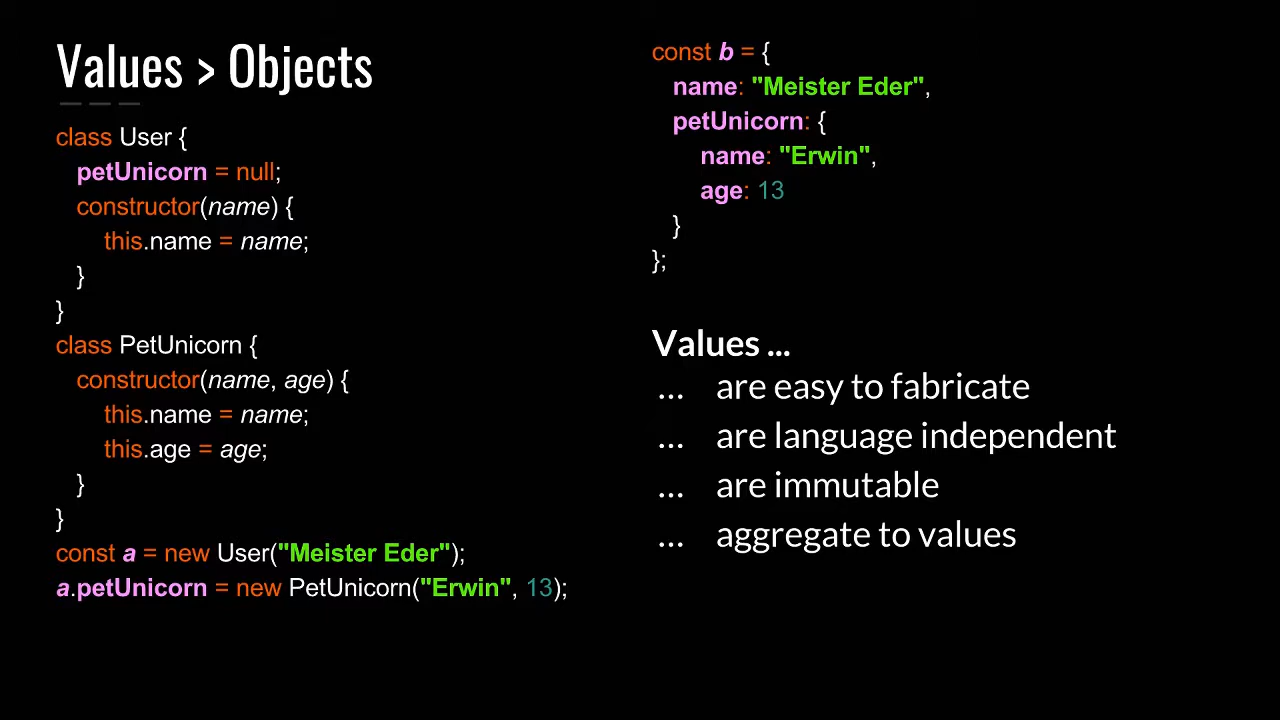 Values > Objects
class User {
petUnicorn = null;
constructor(name) {
this.name = name;
}
}
class PetUnicorn {
constructor(name, age) {
this.name = name;
this.age = age;
}
}
const a = new User("Meister Eder");
a.petUnicorn = new PetUnicorn("Erwin", 13);
const b = {
name: "Meister Eder",
petUnicorn: {
name: "Erwin",
age: 13
}
};
Values ...
... are easy to fabricate
... are language independent
... are immutable
... aggregate to values